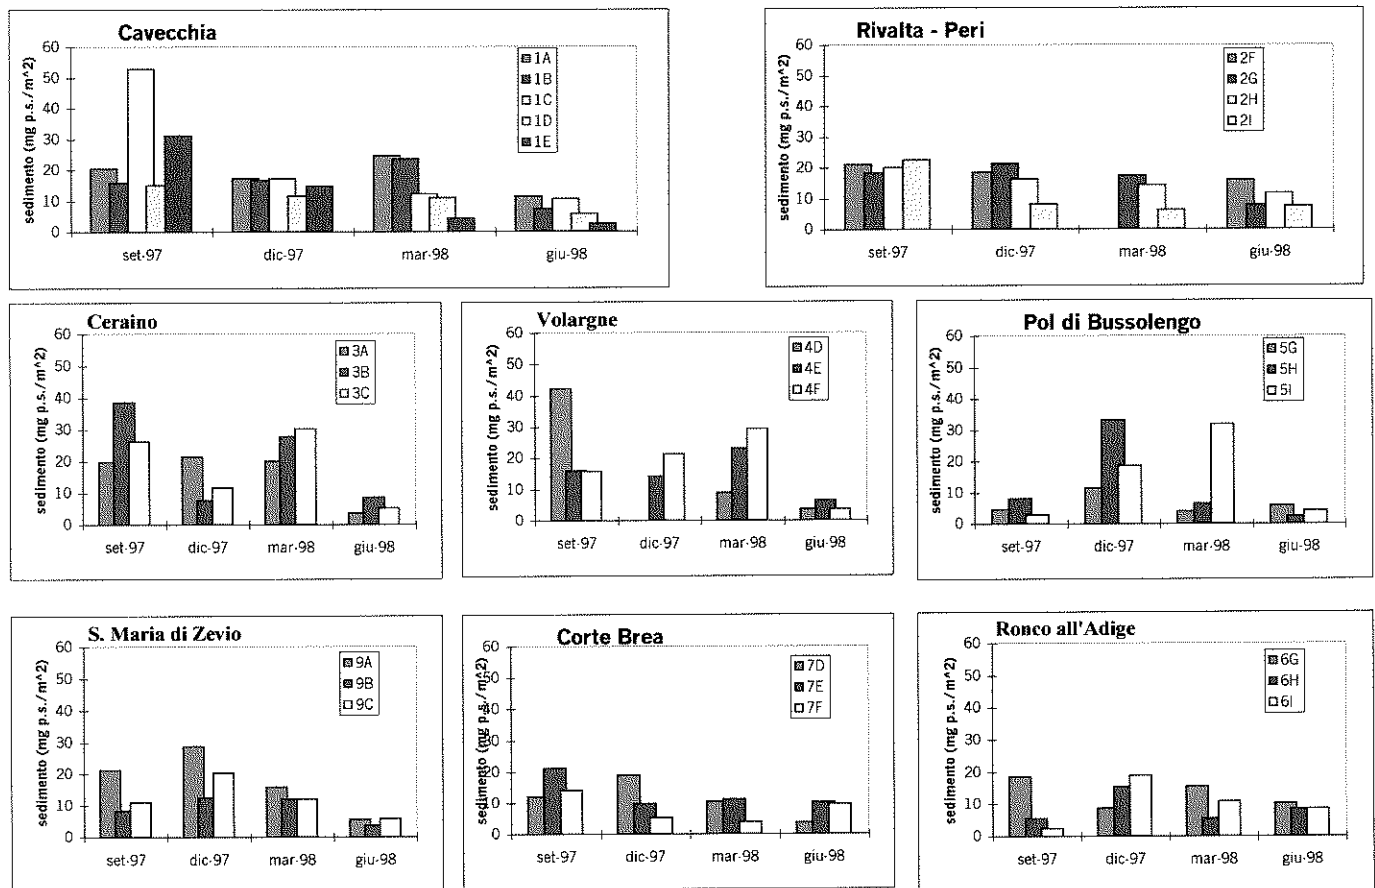 Cavecchia
sedimento (mg p.s./m^2)
60
50
40
30
20
10
0
set-97 dic-97 mar-98 giu-98
1A
1B
1C
1D
1E
Rivalta - Peri
sedimento (mg p.s./m^2)
60
50
40
30
20
10
0
set-97 dic-97 mar-98 giu-98
2F
2G
2H
2I
Ceraino
sedimento (mg p.s./m^2)
60
50
40
30
20
10
0
set-97 dic-97 mar-98 giu-98
3A
3B
3C
Volargne
sedimento (mg p.s./m^2)
60
50
40
30
20
10
0
set-97 dic-97 mar-98 giu-98
4D
4E
4F
Pol di Bussolengo
sedimento (mg p.s./m^2)
60
50
40
30
20
10
0
set-97 dic-97 mar-98 giu-98
5G
5H
5I
S. Maria di Zevio
sedimento (mg p.s./m^2)
60
50
40
30
20
10
0
set-97 dic-97 mar-98 giu-98
9A
9B
9C
Corte Brea
sedimento (mg p.s./m^2)
60
50
40
30
20
10
0
set-97 dic-97 mar-98 giu-98
7D
7E
7F
Ronco all'Adige
sedimento (mg p.s./m^2)
60
50
40
30
20
10
0
set-97 dic-97 mar-98 giu-98
6G
6H
6I